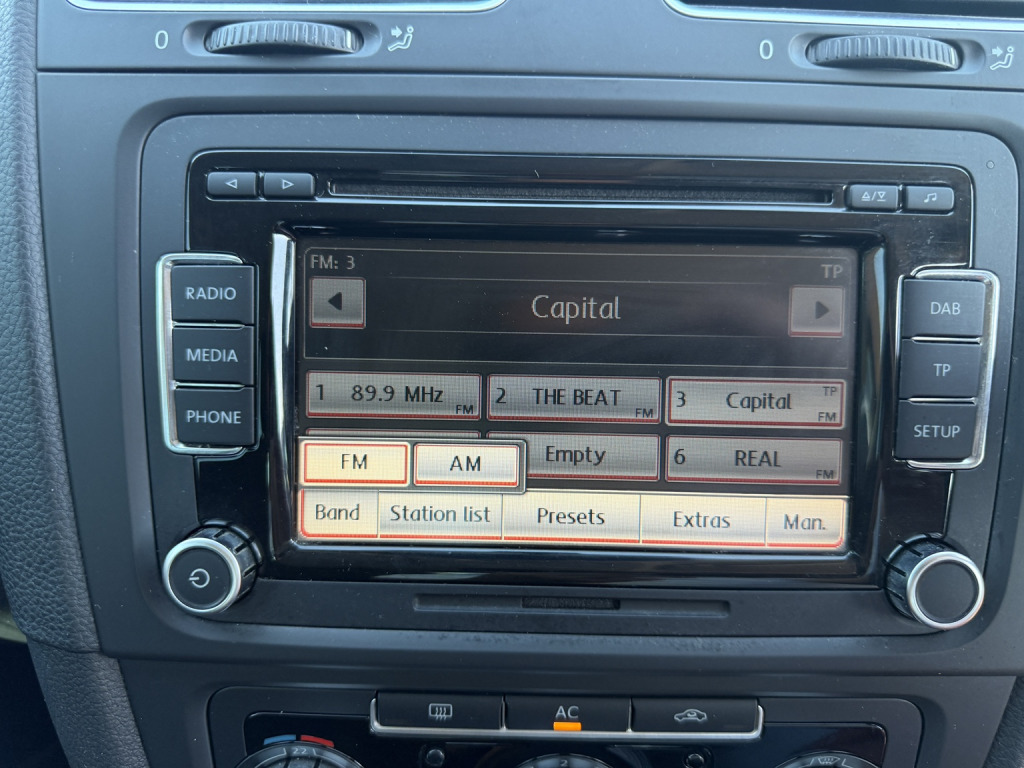 0 0
FM: 3 TP
Capital
RADIO
MEDIA
PHONE
DAB
TP
SETUP
1 89.9 MHz FM
2 THE BEAT FM
3 Capital TP FM
Empty
6 REAL FM
FM AM
Band Station list Presets Extras Man.
AC
22
2